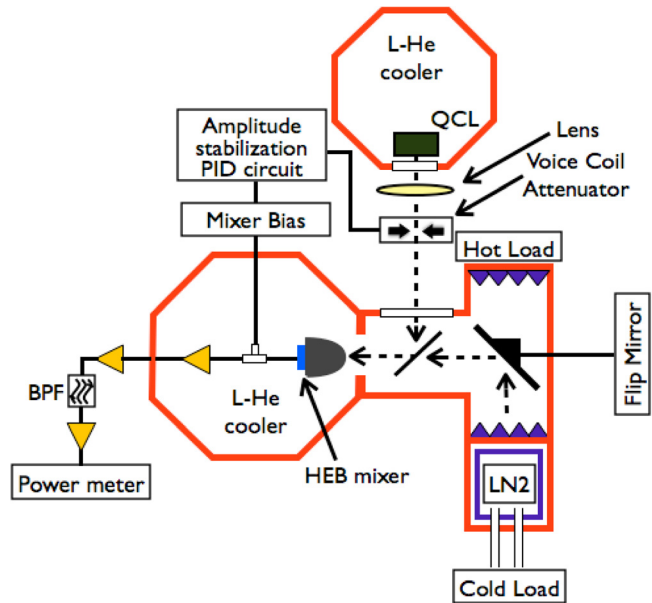 L-He
cooler
QCL
Amplitude
stabilization
PID circuit
Lens
Voice Coil
Attenuator
Mixer Bias
Hot Load
BPF
L-He
cooler
Flip Mirror
HEB mixer
Power meter
LN2
Cold Load